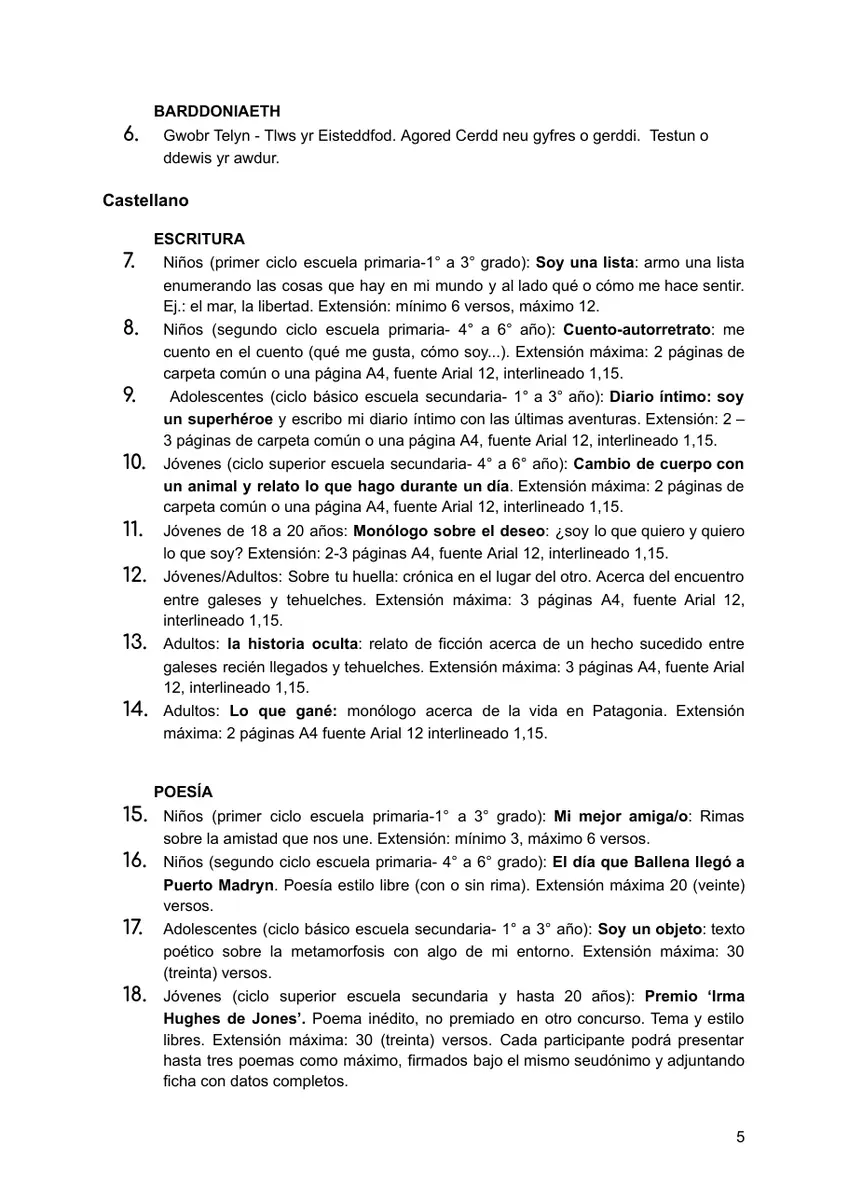 BARDDONIAETH
6. Gwobr Telyn - Tlws yr Eisteddfod. Agored Cerdd neu gyfres o gerddi. Testun o
ddewis yr awdur.
Castellano
ESCRITURA
7. Niños (primer ciclo escuela primaria-1° a 3° grado): Soy una lista: armo una lista
enumerando las cosas que hay en mi mundo y al lado qué o cómo me hace sentir.
Ej.: el mar, la libertad. Extensión: mínimo 6 versos, máximo 12.
8. Niños (segundo ciclo escuela primaria- 4° a 6° año): Cuento-autorretrato: me
cuento en el cuento (qué me gusta, cómo soy...). Extensión máxima: 2 páginas de
carpeta común o una página A4, fuente Arial 12, interlineado 1,15.
9. Adolescentes (ciclo básico escuela secundaria- 1° a 3° año): Diario íntimo: soy
un superhéroe y escribo mi diario íntimo con las últimas aventuras. Extensión: 2 –
3 páginas de carpeta común o una página A4, fuente Arial 12, interlineado 1,15.
10. Jóvenes (ciclo superior escuela secundaria- 4° a 6° año): Cambio de cuerpo con
un animal y relato lo que hago durante un día. Extensión máxima: 2 páginas de
carpeta común o una página A4, fuente Arial 12, interlineado 1,15.
11. Jóvenes de 18 a 20 años: Monólogo sobre el deseo: ¿soy lo que quiero y quiero
lo que soy? Extensión: 2-3 páginas A4, fuente Arial 12, interlineado 1,15.
12. Jóvenes/Adultos: Sobre tu huella: crónica en el lugar del otro. Acerca del encuentro
entre galeses y tehuelches. Extensión máxima: 3 páginas A4, fuente Arial 12,
interlineado 1,15.
13. Adultos: la historia oculta: relato de ficción acerca de un hecho sucedido entre
galeses recién llegados y tehuelches. Extensión máxima: 3 páginas A4, fuente Arial
12, interlineado 1,15.
14. Adultos: Lo que gané: monólogo acerca de la vida en Patagonia. Extensión
máxima: 2 páginas A4 fuente Arial 12 interlineado 1,15.
POESÍA
15. Niños (primer ciclo escuela primaria-1° a 3° grado): Mi mejor amiga/o: Rimas
sobre la amistad que nos une. Extensión: mínimo 3, máximo 6 versos.
16. Niños (segundo ciclo escuela primaria- 4° a 6° grado): El día que Ballena llegó a
Puerto Madryn. Poesía estilo libre (con o sin rima). Extensión máxima 20 (veinte)
versos.
17. Adolescentes (ciclo básico escuela secundaria- 1° a 3° año): Soy un objeto: texto
poético sobre la metamorfosis con algo de mi entorno. Extensión máxima: 30
(treinta) versos.
18. Jóvenes (ciclo superior escuela secundaria y hasta 20 años): Premio ‘Irma
Hughes de Jones’. Poema inédito, no premiado en otro concurso. Tema y estilo
libres. Extensión máxima: 30 (treinta) versos. Cada participante podrá presentar
hasta tres poemas como máximo, firmados bajo el mismo seudónimo y adjuntando
ficha con datos completos.
5